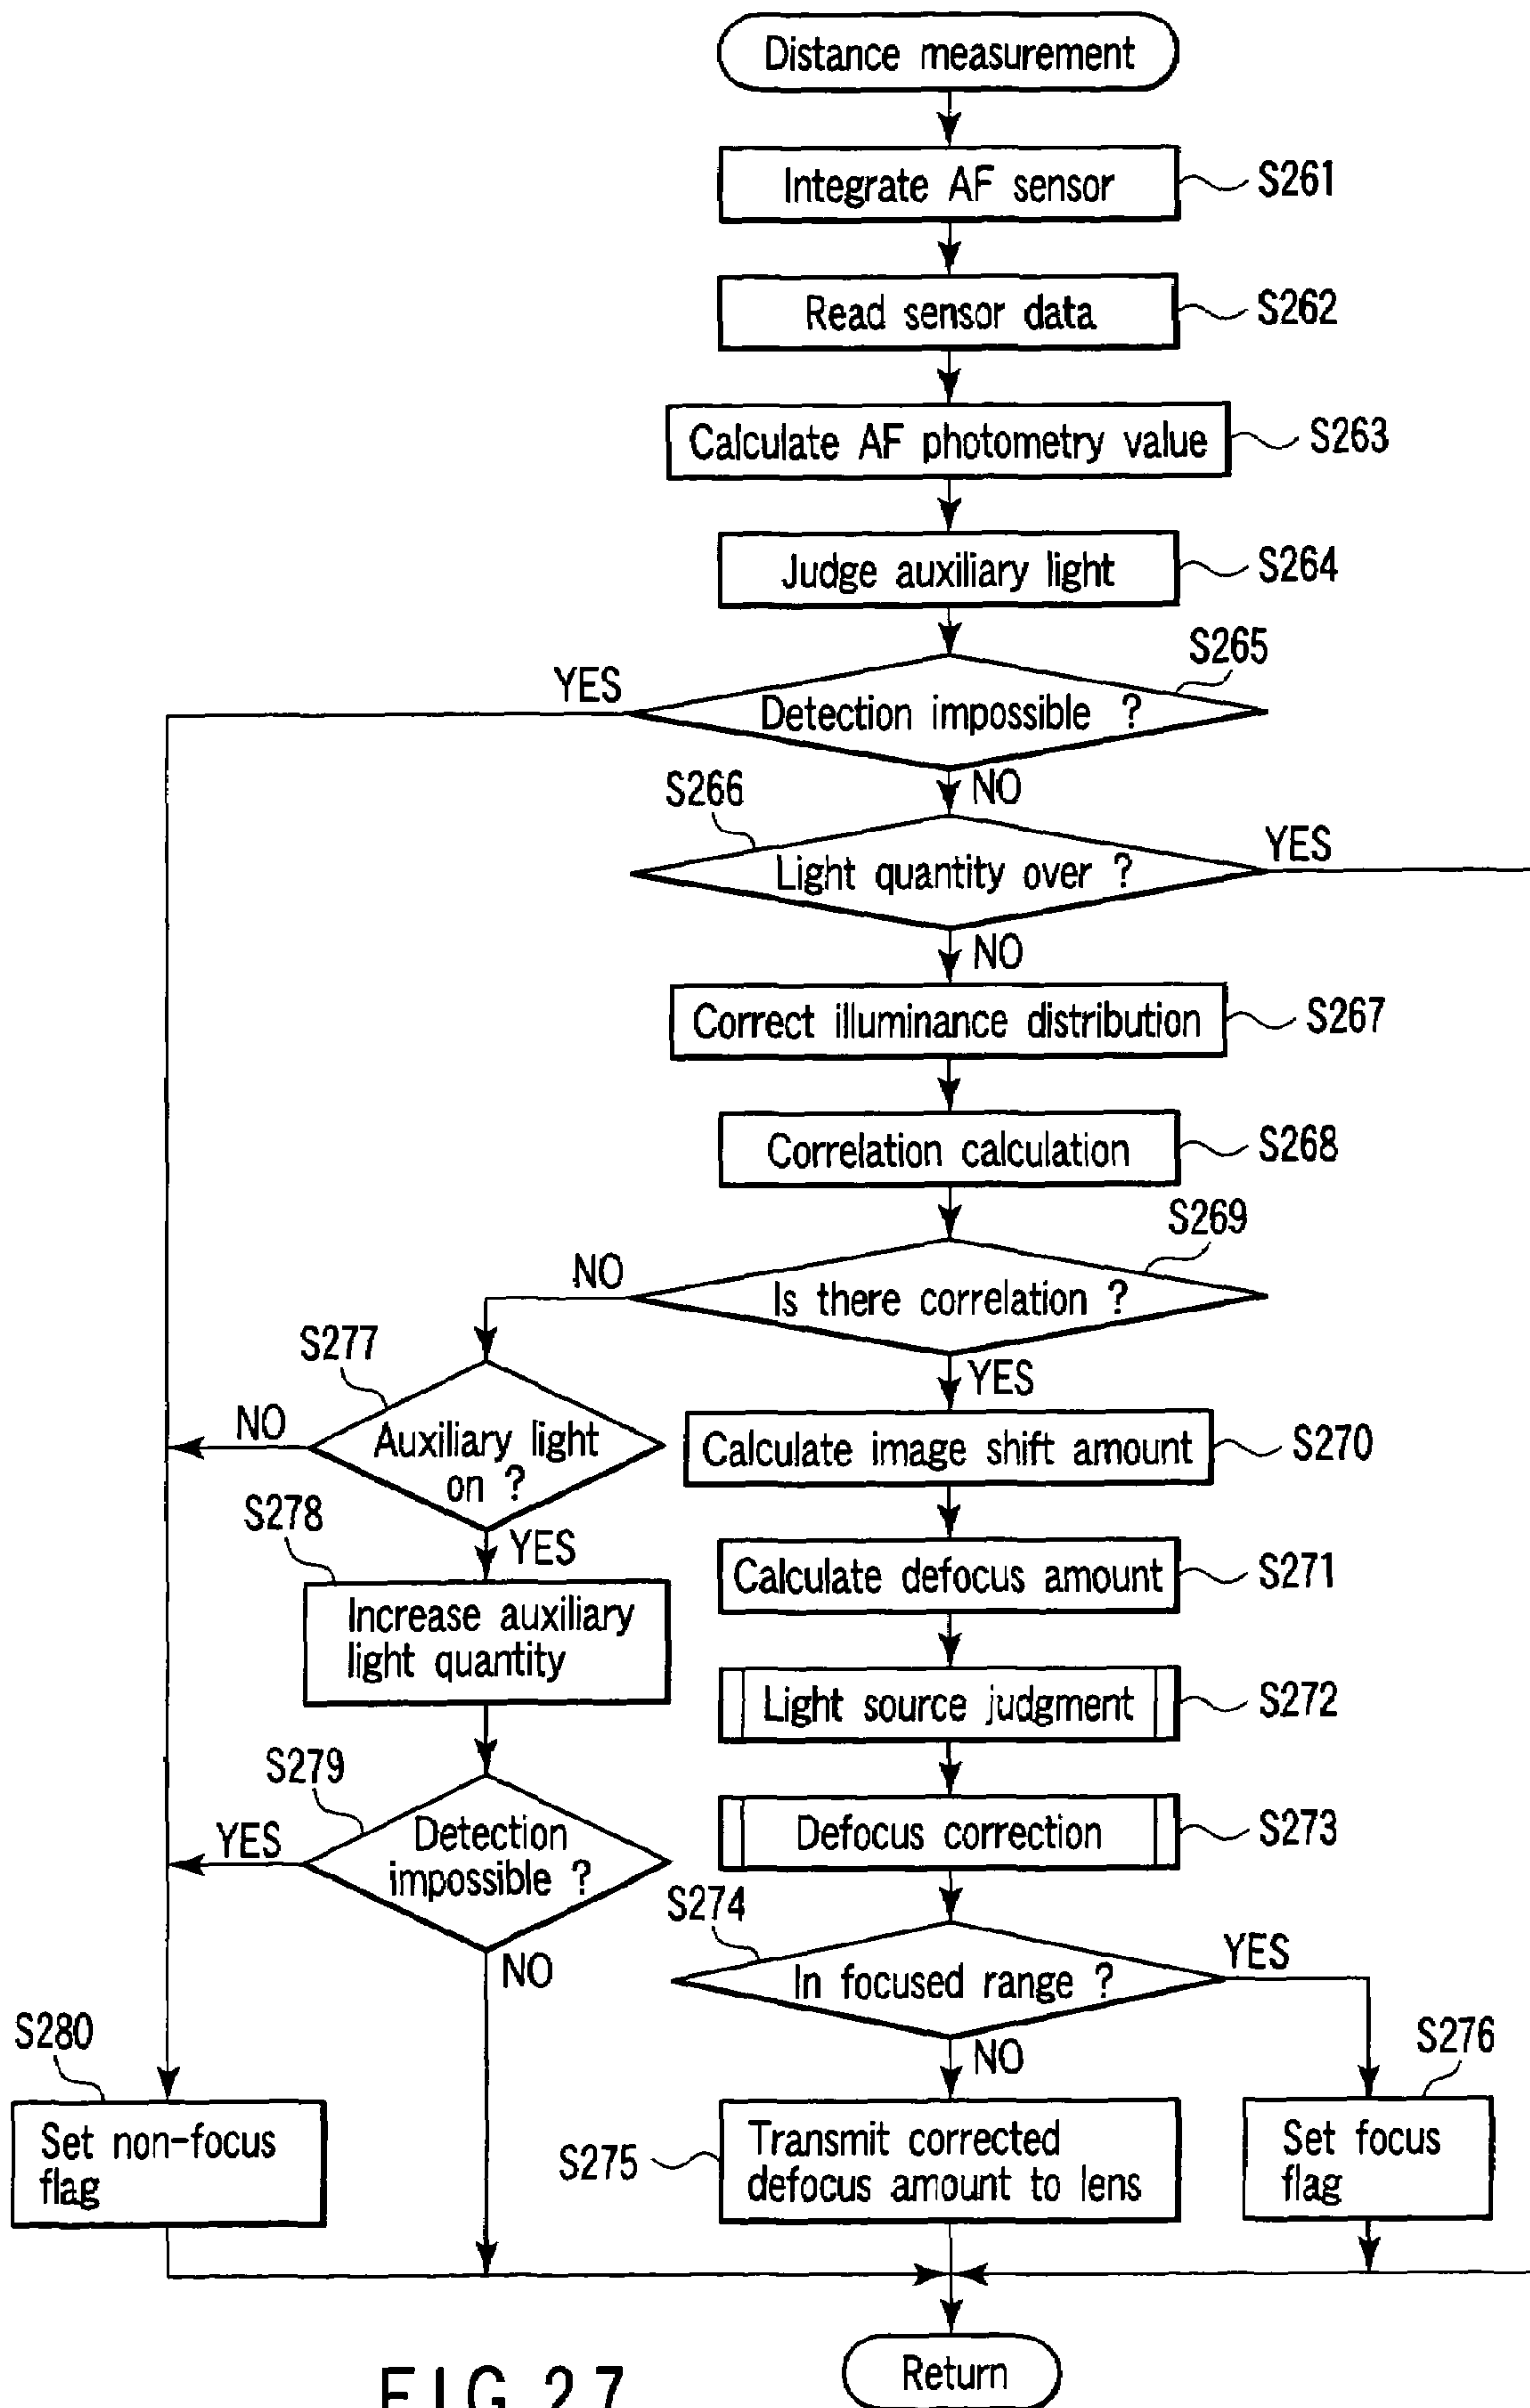 Distance measurement
Integrate AF sensor
S261
Read sensor data
S262
Calculate AF photometry value
S263
Judge auxiliary light
S264
S265
YES
Detection impossible ?
NO
S266
Light quantity over ?
YES
NO
Correct illuminance distribution
S267
Correlation calculation
S268
S269
NO
Is there correlation ?
YES
S277
NO
Auxiliary light
on ?
YES
Calculate image shift amount
S270
S278
Increase auxiliary
light quantity
Calculate defocus amount
S271
Light source judgment
S272
S279
YES
Detection
impossible ?
NO
Defocus correction
S273
S274
In focused range ?
YES
NO
S280
Set non-focus
flag
S275
Transmit corrected
defocus amount to lens
S276
Set focus
flag
Return
FIG. 27